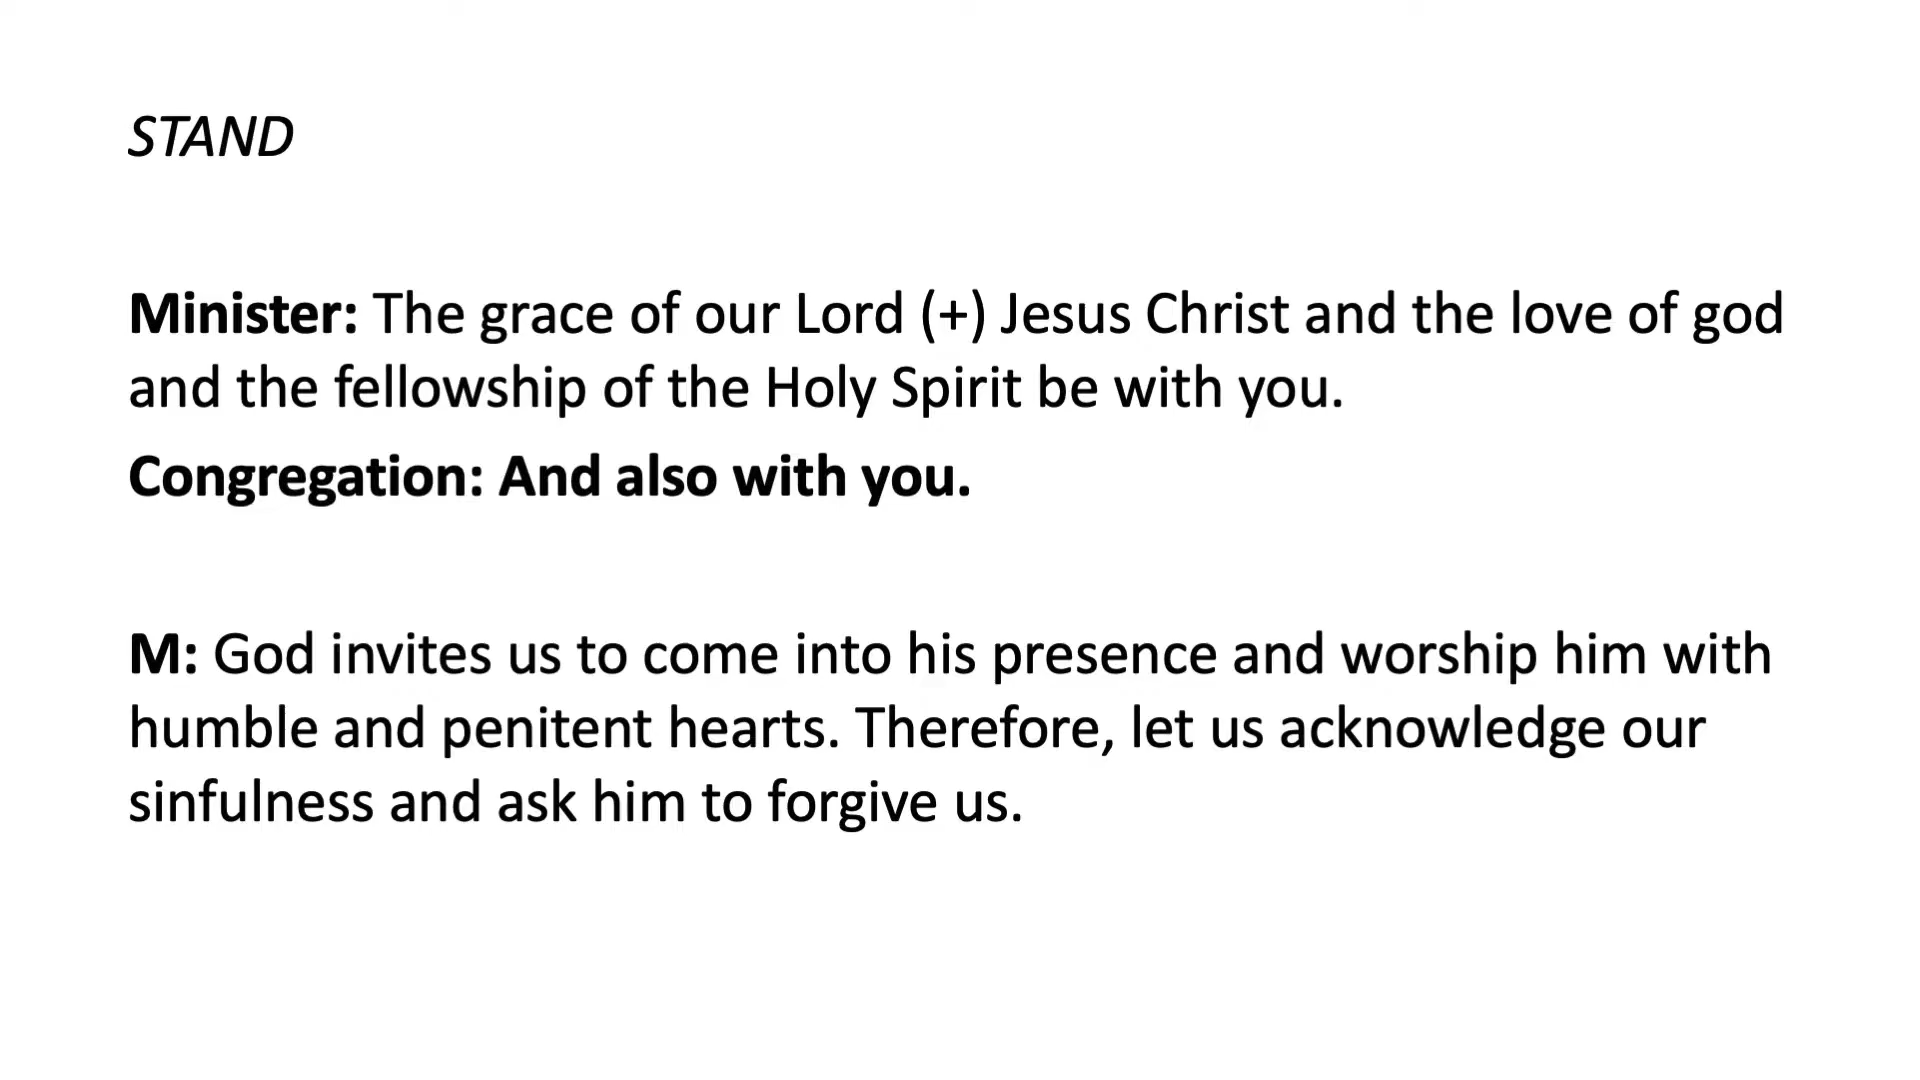 STAND
Minister: The grace of our Lord (+) Jesus Christ and the love of god
and the fellowship of the Holy Spirit be with you.
Congregation: And also with you.
M: God invites us to come into his presence and worship him with
humble and penitent hearts. Therefore, let us acknowledge our
sinfulness and ask him to forgive us.